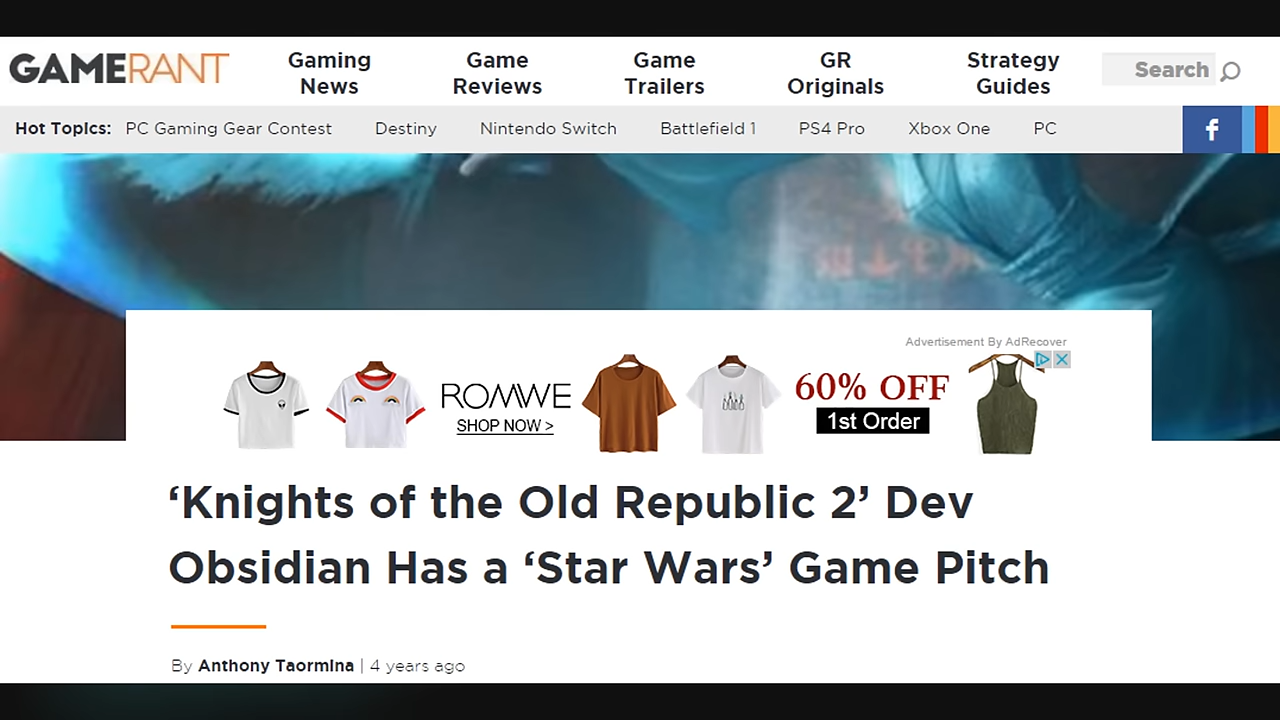 GAMERANT
Gaming News
Game Reviews
Game Trailers
GR Originals
Strategy Guides
Search
Hot Topics: PC Gaming Gear Contest Destiny Nintendo Switch Battlefield 1 PS4 Pro Xbox One PC
f
Advertisement By AdRecover
ROMWE
SHOP NOW >
60% OFF
1st Order
‘Knights of the Old Republic 2’ Dev
Obsidian Has a ‘Star Wars’ Game Pitch
By Anthony Taormina | 4 years ago